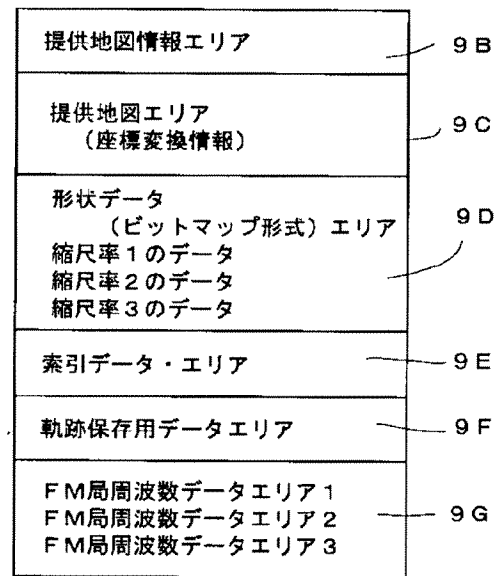 提供地図情報エリア
9B
提供地図エリア
(座標変換情報)
9C
形状データ
(ビットマップ形式)エリア
縮尺率1のデータ
縮尺率2のデータ
縮尺率3のデータ
9D
索引データ・エリア
9E
軌跡保存用データエリア
9F
FM局周波数データエリア1
FM局周波数データエリア2
FM局周波数データエリア3
9G